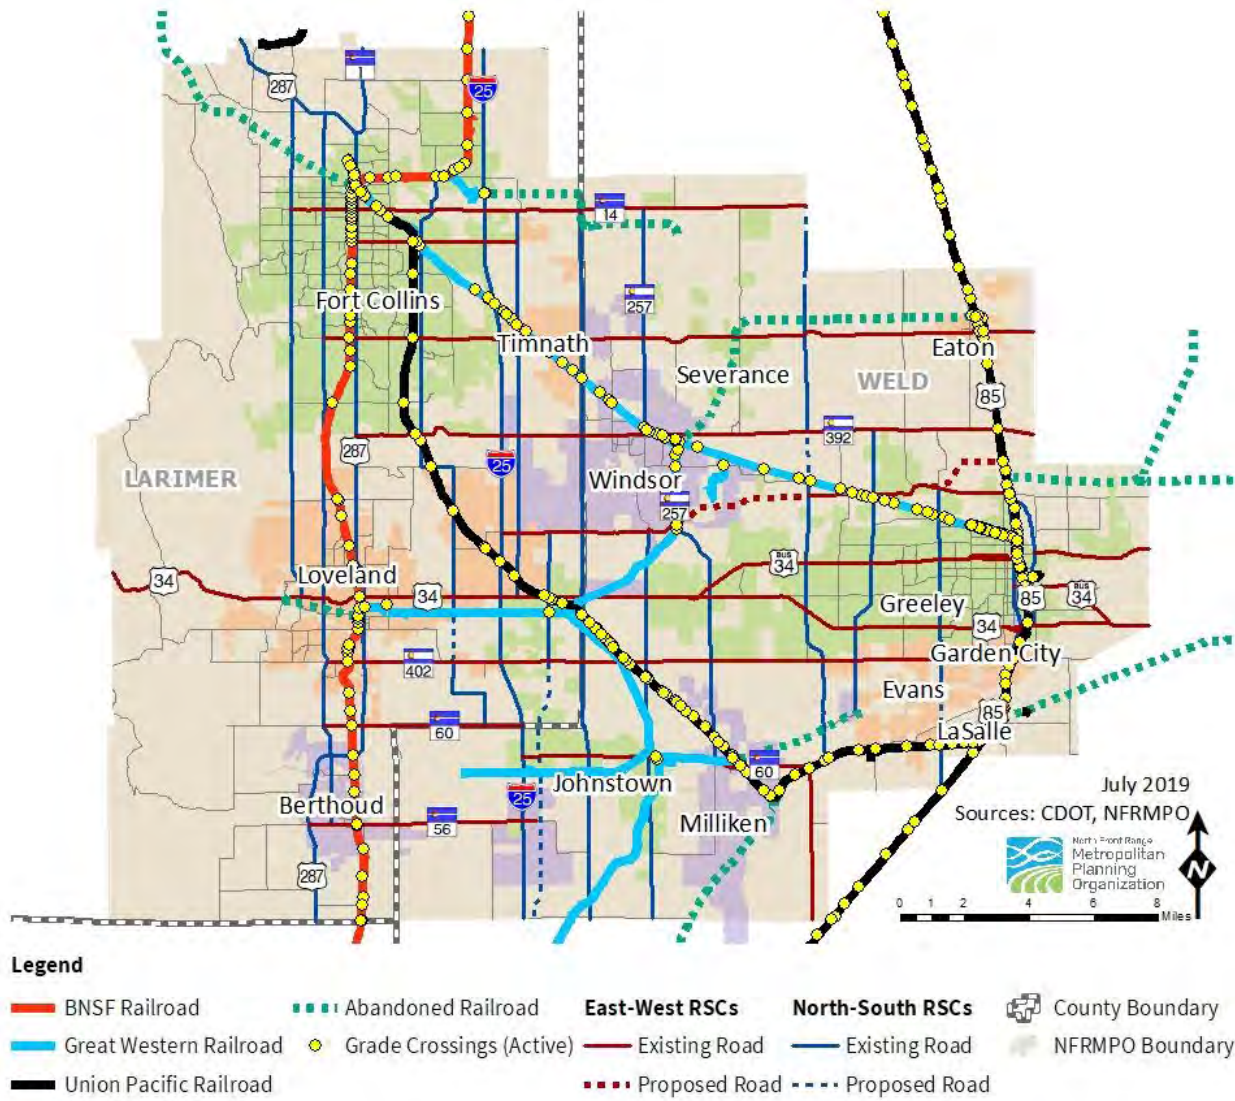 287
1
25
14
257
Fort Collins
Timnath
Severance
Eaton
WELD
85
392
287
25
LARIMER
Windsor
257
34
Loveland
34
BUS
34
BUS
34
85
Greeley
34
Garden City
402
Evans
85
60
LaSalle
60
Johnstown
25
Berthoud
56
Milliken
287
July 2019
Sources: CDOT, NFRMPO
North Front Range
Metropolitan
Planning
Organization
N
0 1 2 4 6 8
Miles
Legend
BNSF Railroad
Abandoned Railroad
East-West RSCs
North-South RSCs
County Boundary
Great Western Railroad
Grade Crossings (Active)
Existing Road
Existing Road
NFRMPO Boundary
Union Pacific Railroad
Proposed Road
Proposed Road